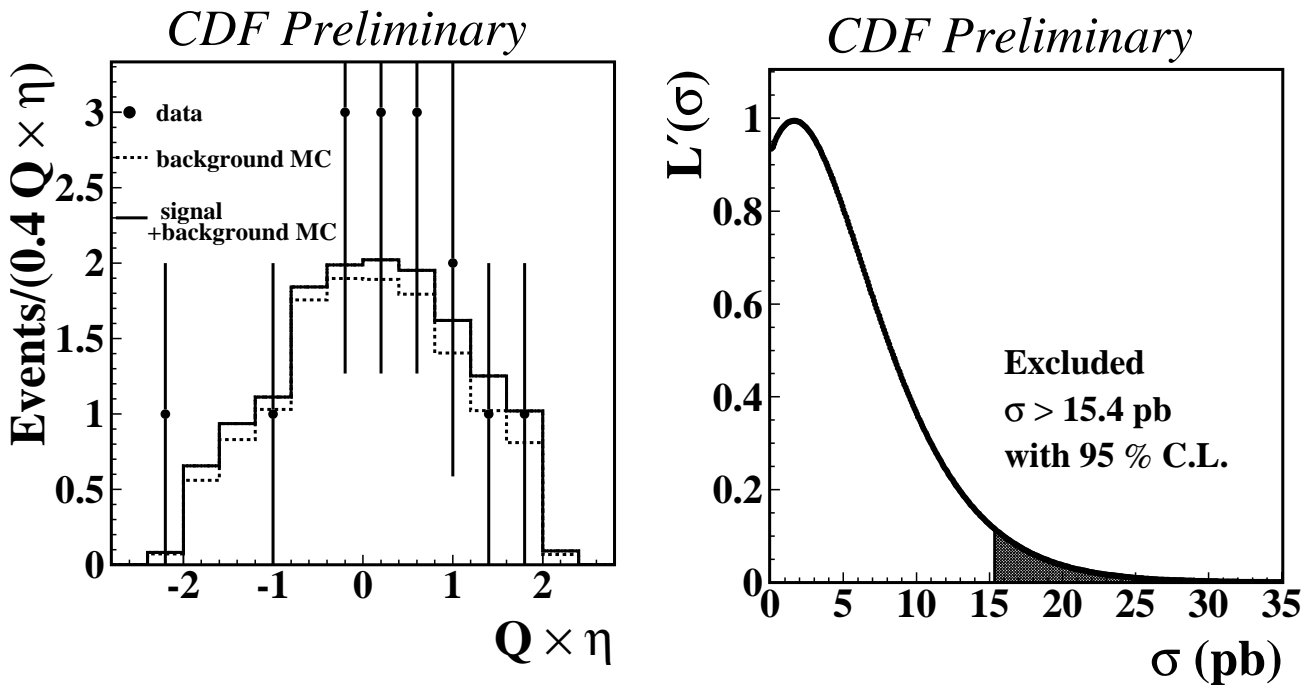 CDF Preliminary
Events/(0.4 Q × η)
3
2.5
2
1.5
1
0.5
0
data
background MC
signal
+background MC
-2 -1 0 1 2
Q × η
CDF Preliminary
L′(σ)
1
0.8
0.6
0.4
0.2
0
Excluded
σ > 15.4 pb
with 95 % C.L.
0 5 10 15 20 25 30 35
σ (pb)